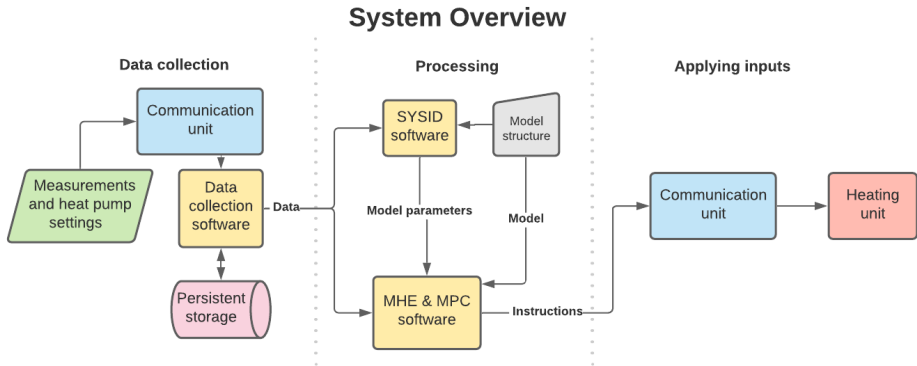 System Overview
Data collection
Processing
Applying inputs
Communication
unit
Measurements
and heat pump
settings
Data
collection
software
Data
Persistent
storage
SYSID
software
Model
structure
Model parameters
Model
MHE & MPC
software
Instructions
Communication
unit
Heating
unit